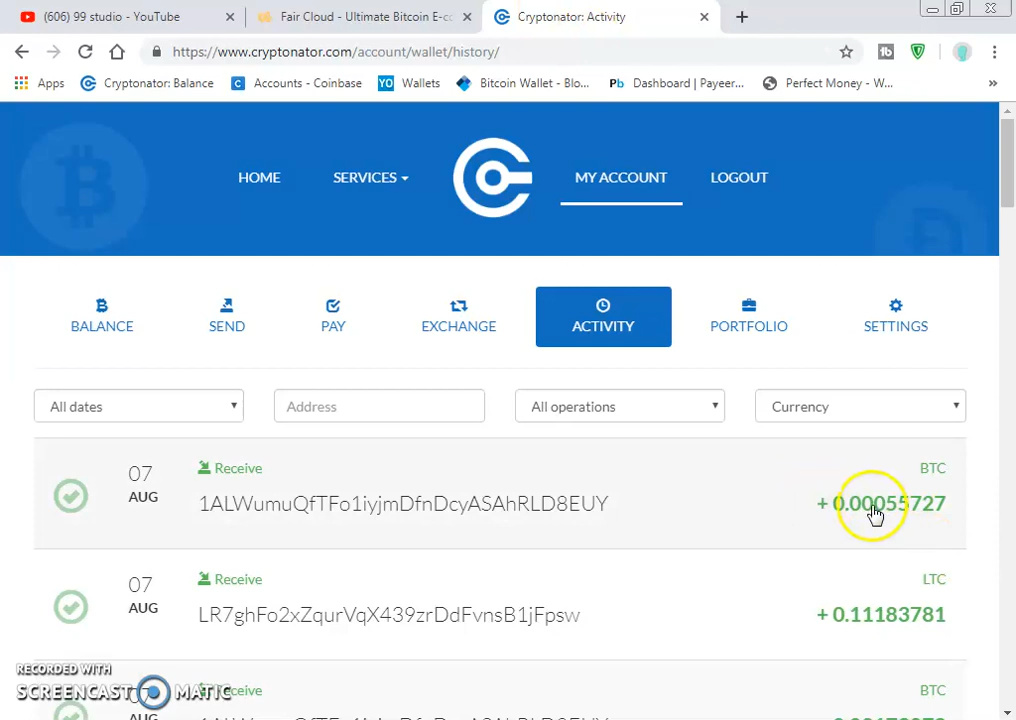 (606) 99 studio - YouTube
Fair Cloud - Ultimate Bitcoin E-c
Cryptonator: Activity
https://www.cryptonator.com/account/wallet/history/
Apps
Cryptonator: Balance
Accounts - Coinbase
YO Wallets
Bitcoin Wallet - Blo...
Pb Dashboard | Payeer...
Perfect Money - W...
»
HOME
SERVICES
MY ACCOUNT
LOGOUT
BALANCE
SEND
PAY
EXCHANGE
ACTIVITY
PORTFOLIO
SETTINGS
All dates
Address
All operations
Currency
07
AUG
Receive
1ALWumuQfTFo1iyjmDfnDcyASAhRLD8EUY
BTC
+ 0.00055727
07
AUG
Receive
LR7ghFo2xZqurVqX439zrDdFvnsB1jFpsw
LTC
+ 0.11183781
Receive
BTC
RECORDED WITH
SCREENCAST MATIC